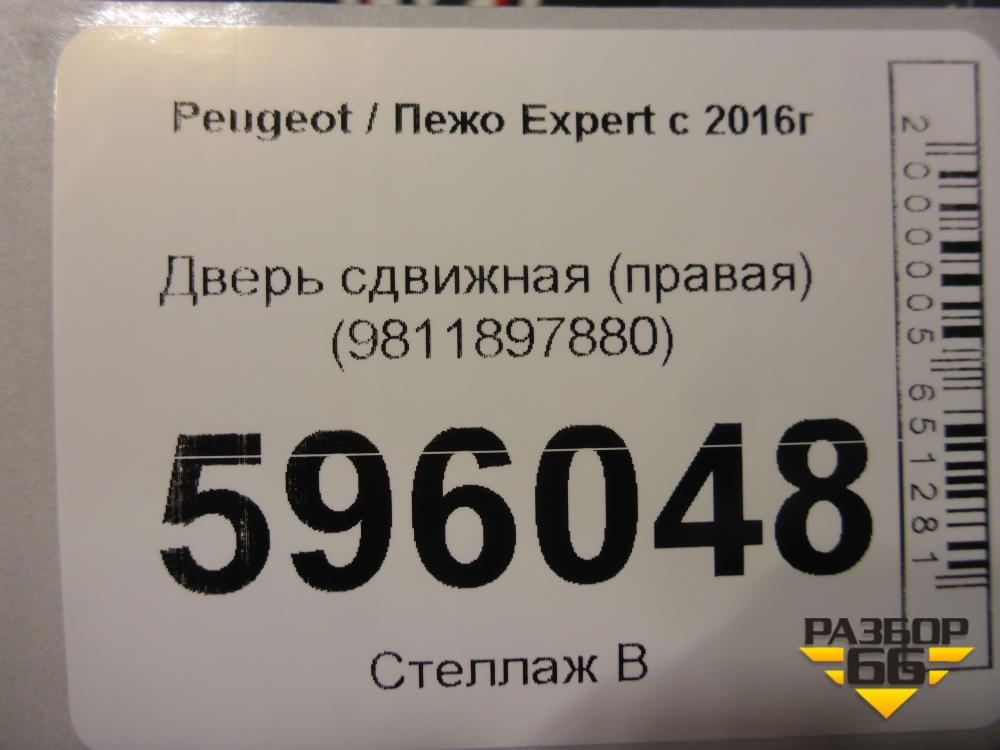 Peugeot / Пежо Expert с 2016г
Дверь сдвижная (правая)
(9811897880)
596048
Стеллаж В
2000005651281
РАЗБОР
66